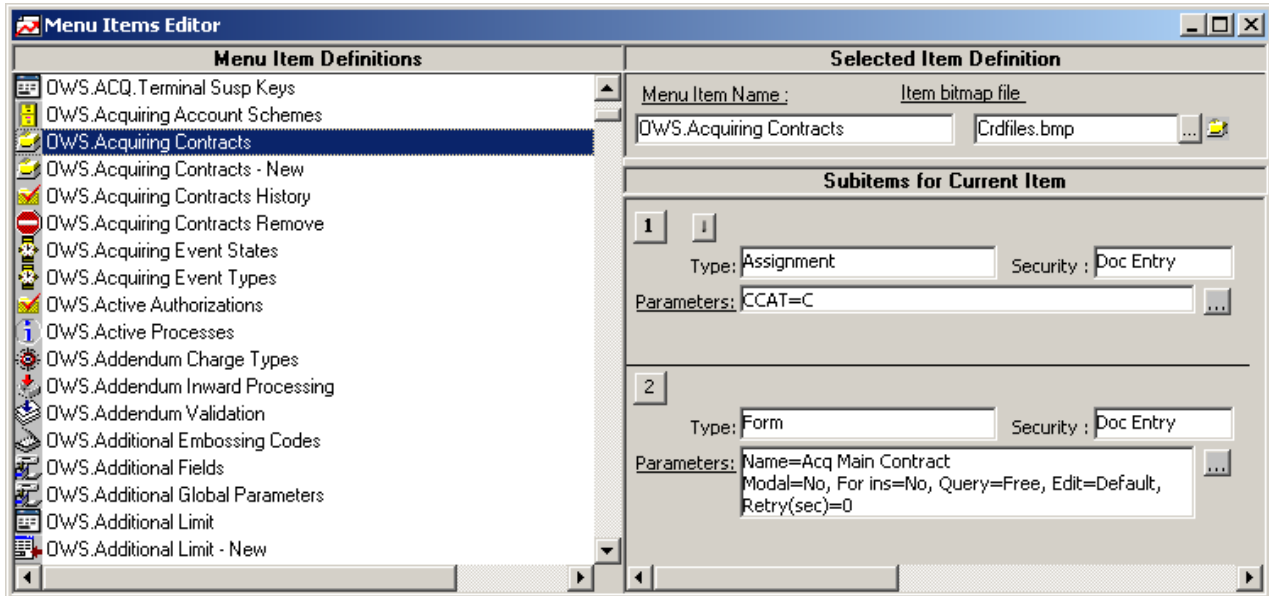 Menu Items Editor
Menu Item Definitions
OWS.ACQ.Terminal Susp Keys
OWS.Acquiring Account Schemes
OWS.Acquiring Contracts
OWS.Acquiring Contracts - New
OWS.Acquiring Contracts History
OWS.Acquiring Contracts Remove
OWS.Acquiring Event States
OWS.Acquiring Event Types
OWS.Active Authorizations
OWS.Active Processes
OWS.Addendum Charge Types
OWS.Addendum Inward Processing
OWS.Addendum Validation
OWS.Additional Embossing Codes
OWS.Additional Fields
OWS.Additional Global Parameters
OWS.Additional Limit
OWS.Additional Limit - New
Selected Item Definition
Menu Item Name : Item bitmap file
OWS.Acquiring Contracts Crdfiles.bmp ...
Subitems for Current Item
1 I
Type: Assignment Security : Doc Entry
Parameters: CCAT=C ...
2
Type: Form Security : Doc Entry
Parameters: Name=Acq Main Contract ...
Modal=No, For ins=No, Query=Free, Edit=Default,
Retry(sec)=0